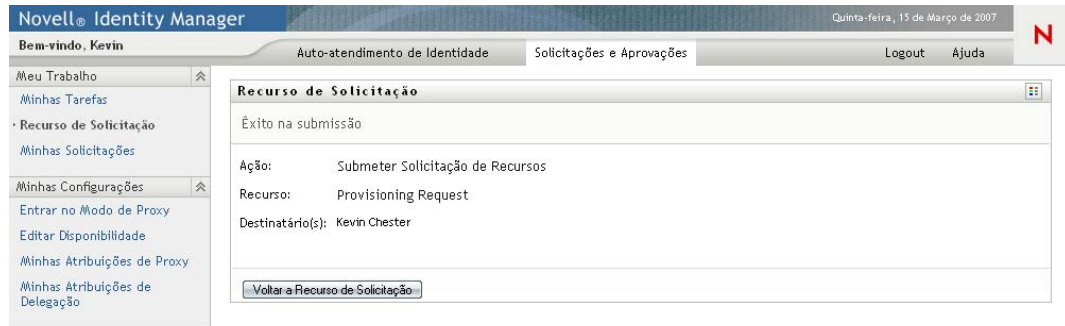 Novell® Identity Manager
Quinta-feira, 15 de Março de 2007
N
Bem-vindo, Kevin
Auto-atendimento de Identidade
Solicitações e Aprovações
Logout
Ajuda
Meu Trabalho
Minhas Tarefas
Recurso de Solicitação
Minhas Solicitações
Minhas Configurações
Entrar no Modo de Proxy
Editar Disponibilidade
Minhas Atribuições de Proxy
Minhas Atribuições de
Delegação
Recurso de Solicitação
Êxito na submissão
Ação: Submeter Solicitação de Recursos
Recurso: Provisioning Request
Destinatário(s): Kevin Chester
Voltar a Recurso de Solicitação